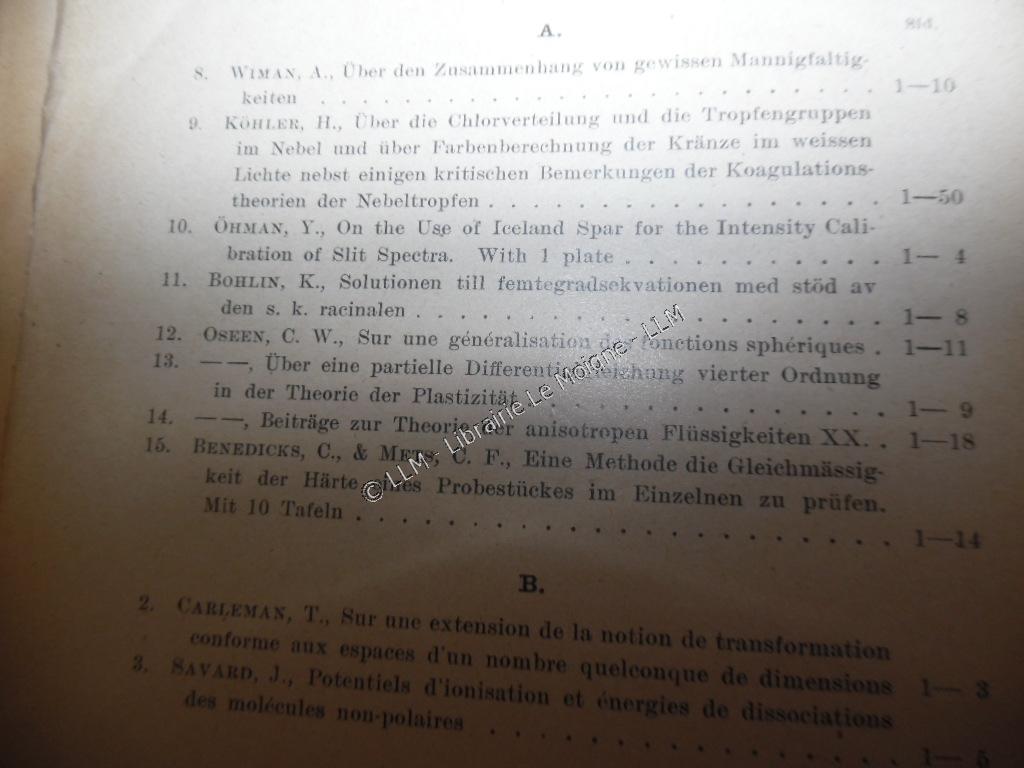 A.
Sid.
8. WIMAN, A., Über den Zusammenhang von gewissen Mannigfaltig-
keiten . . . . . . . . . . . . . . . . . . . . . . . . 1—10
9. KÖHLER, H., Über die Chlorverteilung und die Tropfengruppen
im Nebel und über Farbenberechnung der Kränze im weissen
Lichte nebst einigen kritischen Bemerkungen der Koagulations-
theorien der Nebeltropfen . . . . . . . . . . . . . . . . . 1—50
10. ÖHMAN, Y., On the Use of Iceland Spar for the Intensity Cali-
bration of Slit Spectra. With 1 plate . . . . . . . . . . . 1— 4
11. BOHLIN, K., Solutionen till femtegradsekvationen med stöd av
den s. k. racinalen . . . . . . . . . . . . . . . . . . . . 1— 8
12. OSEEN, C. W., Sur une généralisation des fonctions sphériques . 1—11
13. — —, Über eine partielle Differentialgleichung vierter Ordnung
in der Theorie der Plastizität . . . . . . . . . . . . . . . 1— 9
14. — —, Beiträge zur Theorie der anisotropen Flüssigkeiten XX. . 1—18
15. BENEDICKS, C., & METS, C. F., Eine Methode die Gleichmässig-
keit der Härte eines Probestückes im Einzelnen zu prüfen.
Mit 10 Tafeln . . . . . . . . . . . . . . . . . . . . . . . 1—14
B.
2. CARLEMAN, T., Sur une extension de la notion de transformation
conforme aux espaces d'un nombre quelconque de dimensions 1— 3
3. SAVARD, J., Potentiels d'ionisation et énergies de dissociations
des molécules non-polaires . . . . . . . . . . . . . . . . . 1— 5
© LLM - Librairie Le Moigne - LLM